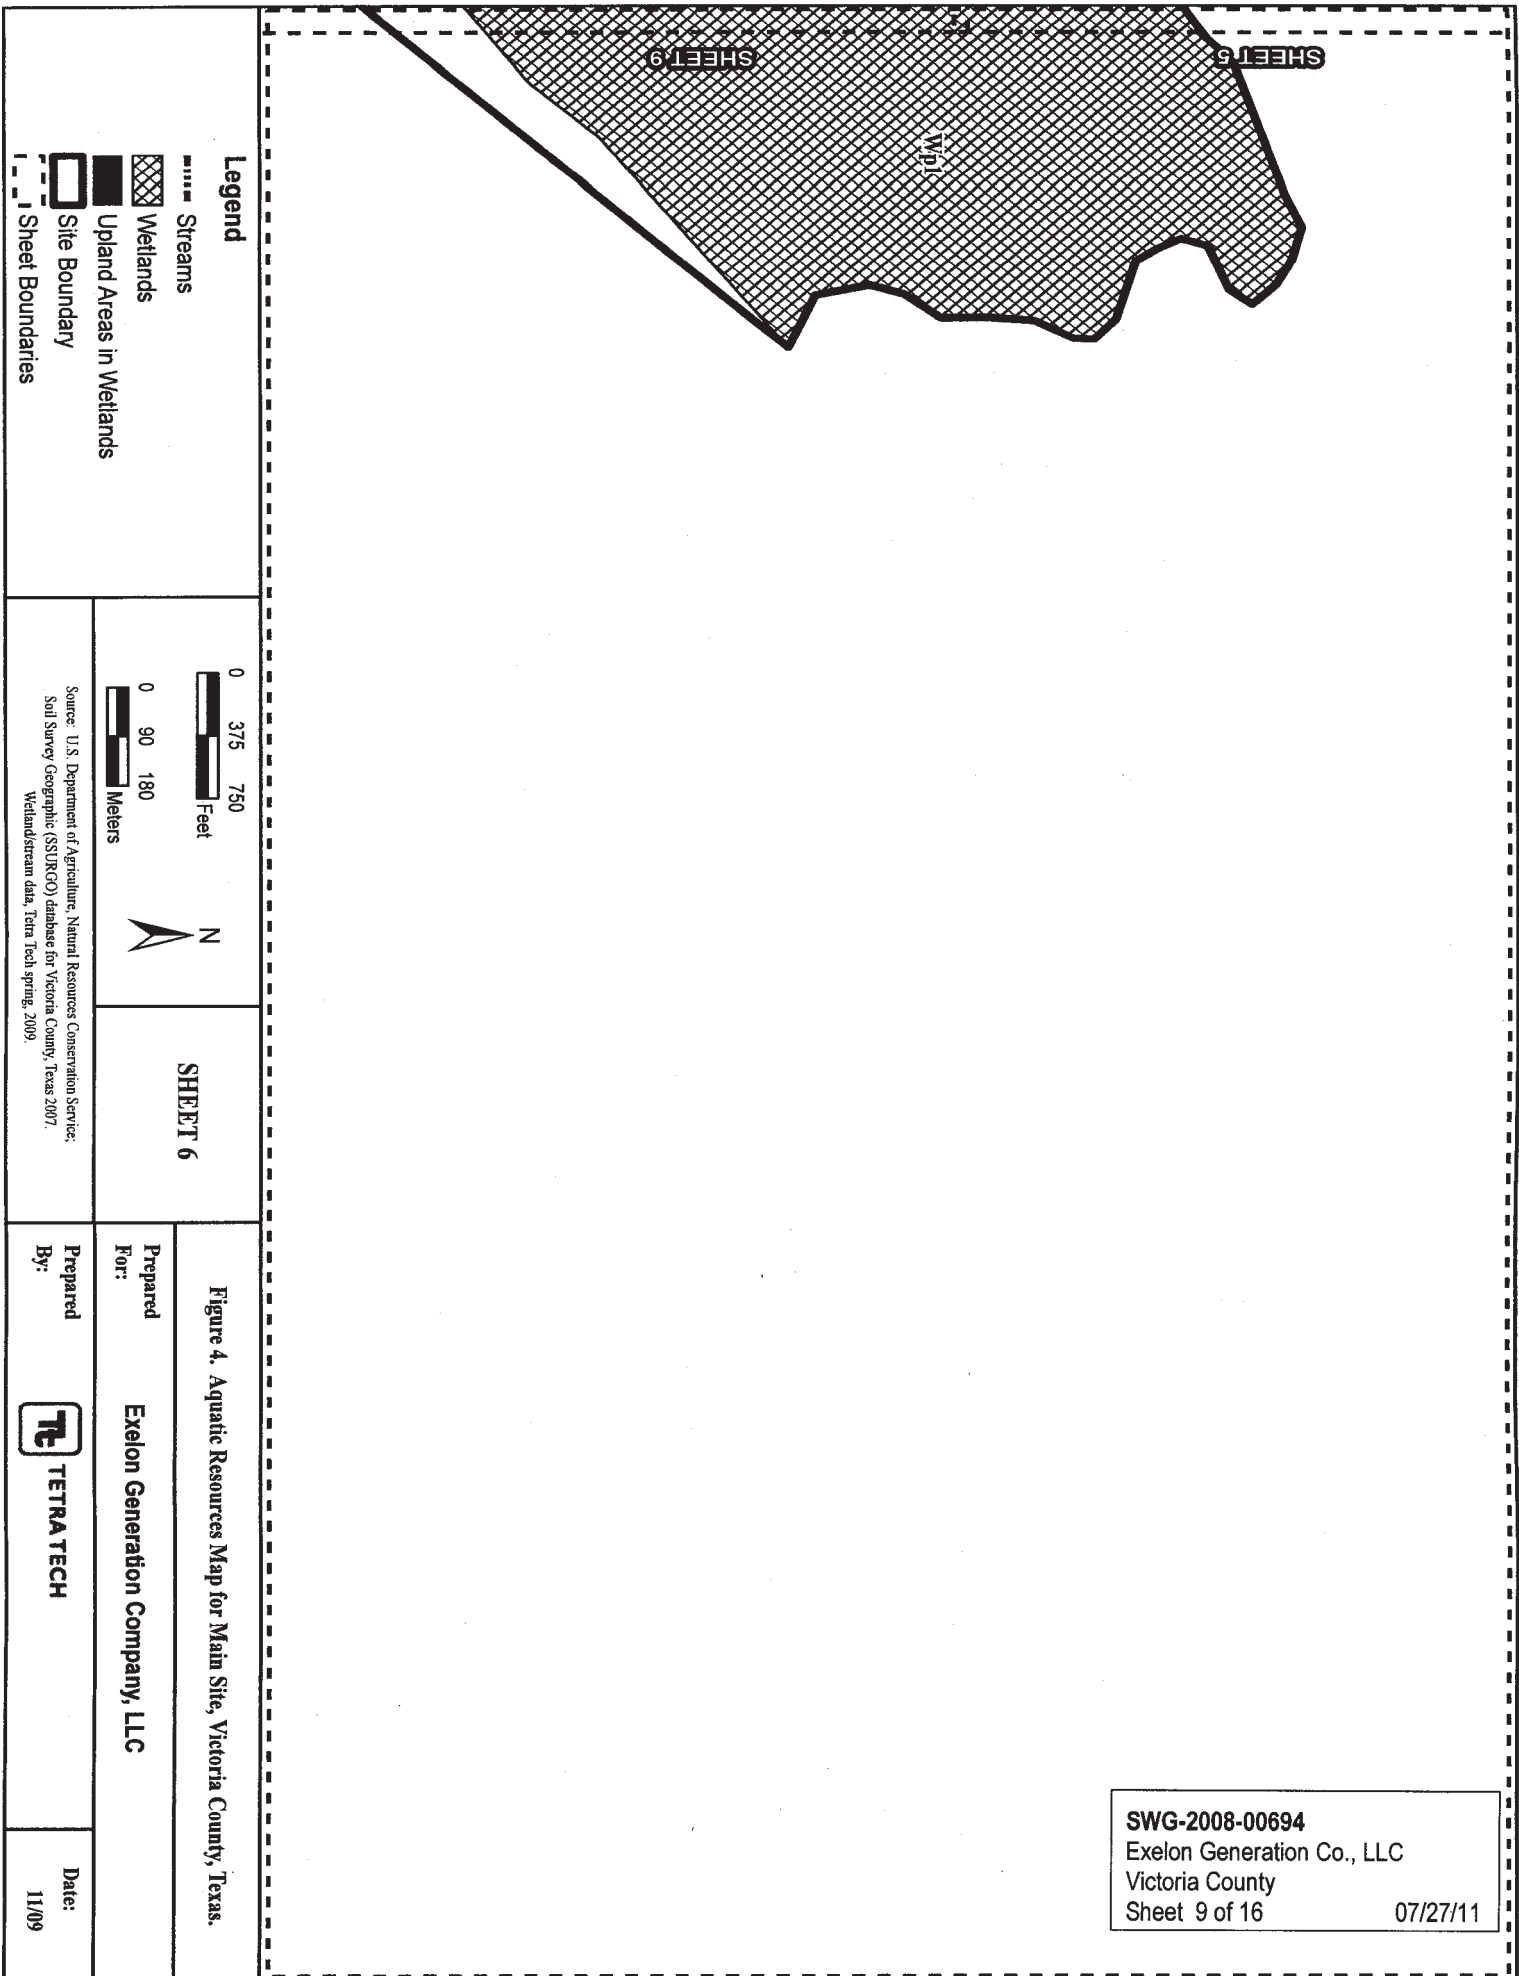 SHEET 5
SHEET 9
Wp1
SWG-2008-00694
Exelon Generation Co., LLC
Victoria County
Sheet 9 of 16 07/27/11
Legend
Streams
Wetlands
Upland Areas in Wetlands
Site Boundary
Sheet Boundaries
0 375 750
Feet
0 90 180
Meters
N
Source: U.S. Department of Agriculture, Natural Resources Conservation Service;
Soil Survey Geographic (SSURGO) database for Victoria County, Texas 2007.
Wetland/stream data, Tetra Tech spring, 2009.
SHEET 6
Figure 4. Aquatic Resources Map for Main Site, Victoria County, Texas.
Prepared
For:
Exelon Generation Company, LLC
Prepared
By:
Tt TETRA TECH
Date:
11/09